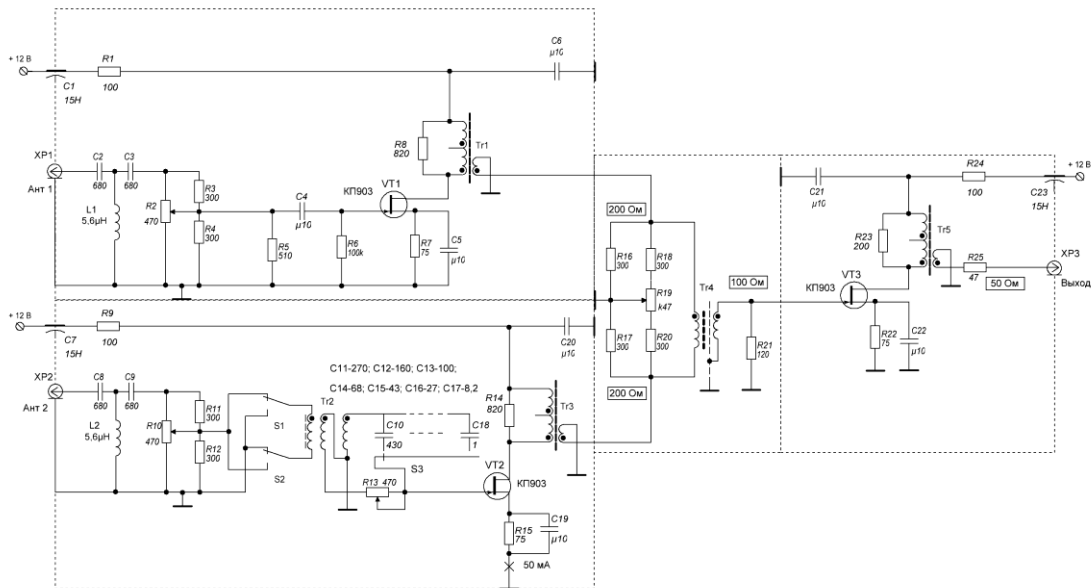 + 12 В
C1
15Н
R1
100
C6
µ10
R8
820
Tr1
XP1
Ант 1
C2
680
C3
680
L1
5,6µH
R2
470
R3
300
R4
300
C4
µ10
R5
510
R6
100k
КП903
VT1
R7
75
C5
µ10
+ 12 В
C7
15Н
R9
100
C20
µ10
XP2
Ант 2
C8
680
C9
680
L2
5,6µH
R10
470
R11
300
R12
300
S1
S2
Tr2
C11-270; C12-160; C13-100;
C14-68; C15-43; C16-27; C17-8,2
C10
430
C18
1
S3
R13 470
R14
820
Tr3
VT2
КП903
R15
75
C19
µ10
50 мА
200 Ом
R16
300
R18
300
R19
k47
R17
300
R20
300
200 Ом
Tr4
100 Ом
R21
120
C21
µ10
R24
100
C23
15Н
+ 12 В
R23
200
Tr5
КП903
VT3
R22
75
C22
µ10
R25
47
50 Ом
XP3
Выход